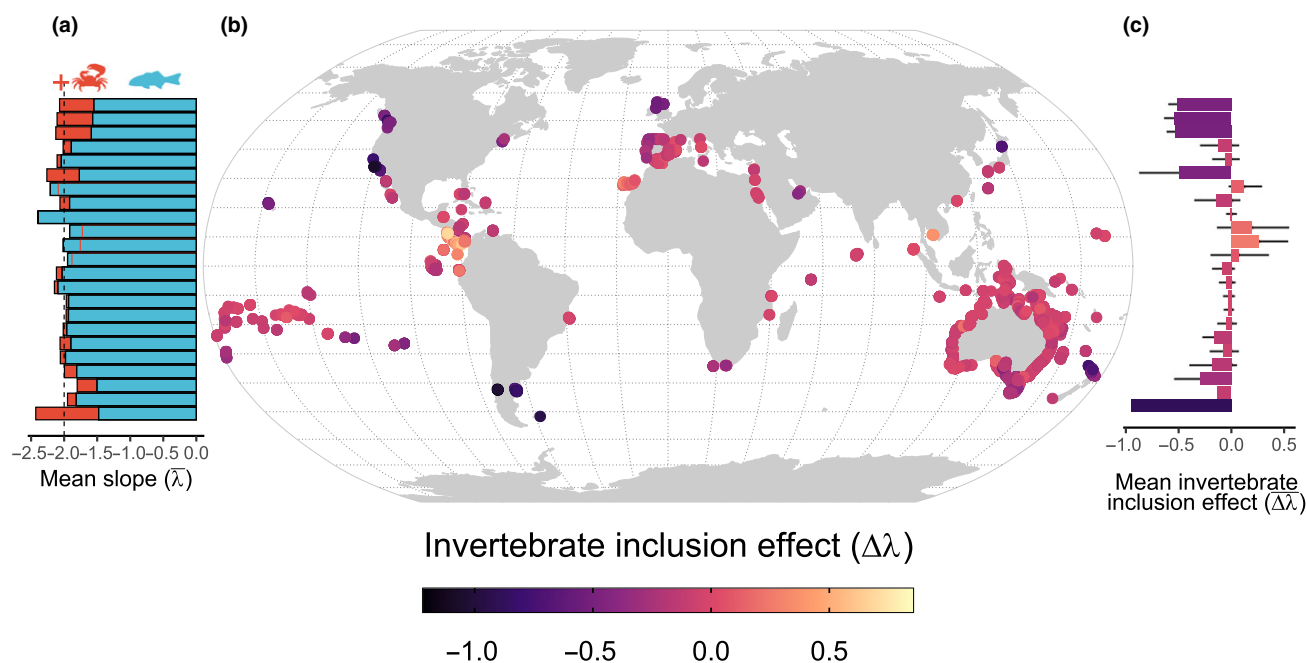 (a)
(b)
(c)
+
−2.5 −2.0 −1.5 −1.0 −0.5 0.0
Mean slope (λ̅)
−1.0 −0.5 0.0 0.5
Mean invertebrate
inclusion effect (Δλ̅)
Invertebrate inclusion effect (Δλ)
−1.0 −0.5 0.0 0.5